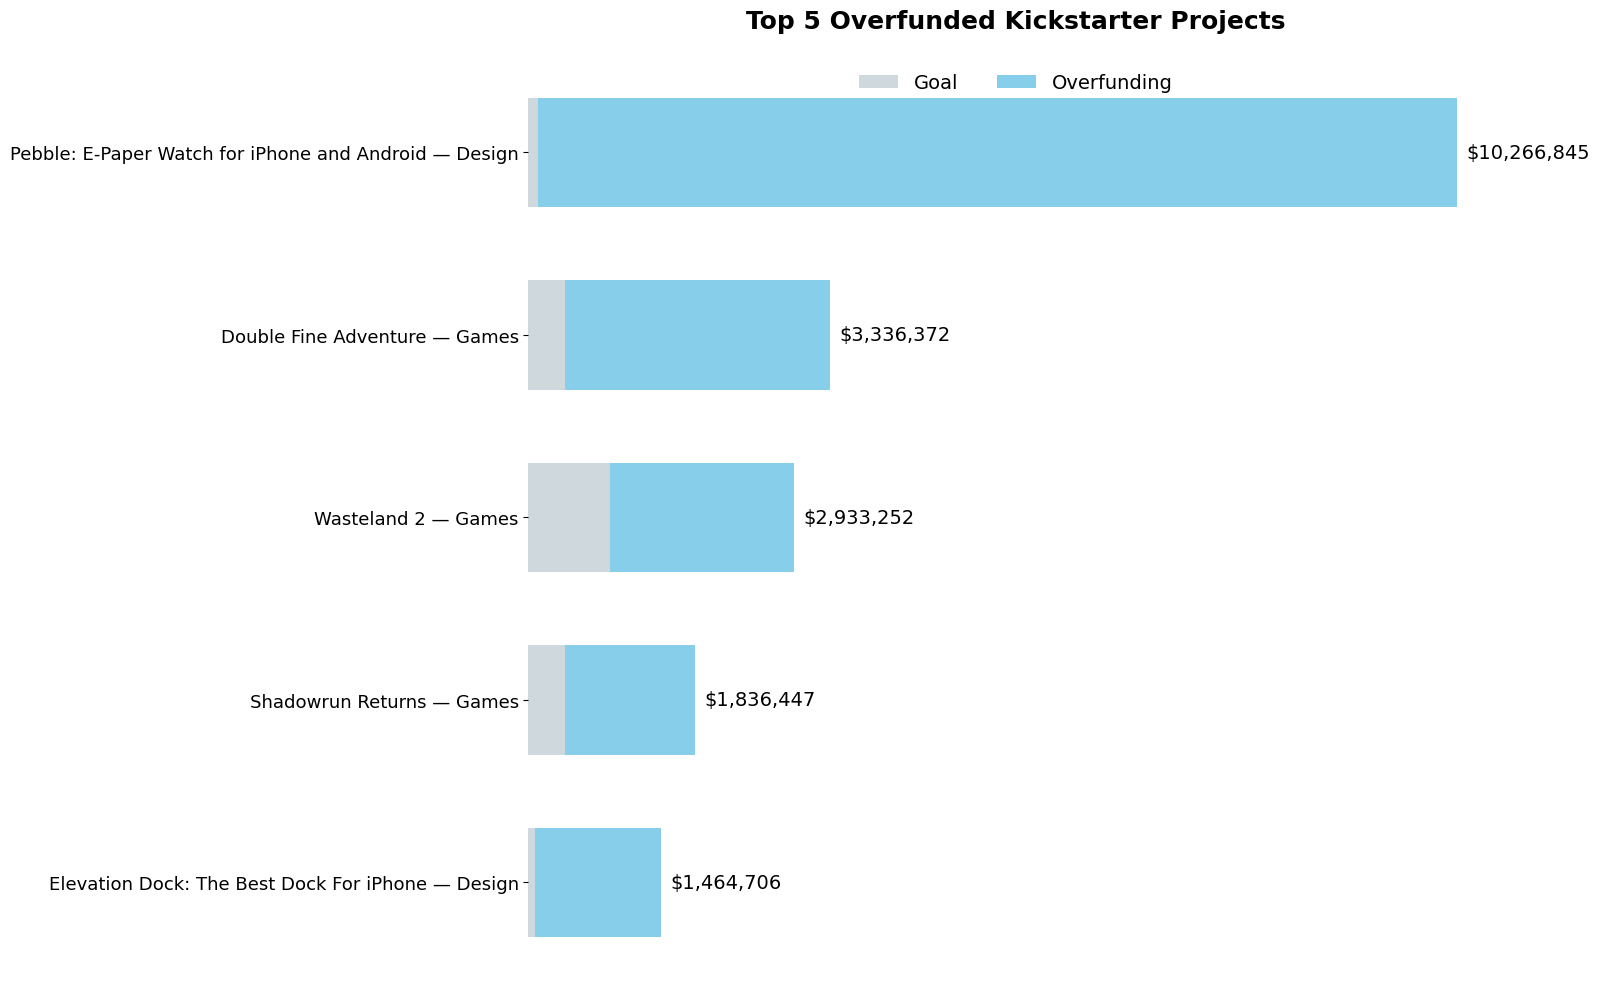 Top 5 Overfunded Kickstarter Projects
Goal
Overfunding
Pebble: E-Paper Watch for iPhone and Android — Design
$10,266,845
Double Fine Adventure — Games
$3,336,372
Wasteland 2 — Games
$2,933,252
Shadowrun Returns — Games
$1,836,447
Elevation Dock: The Best Dock For iPhone — Design
$1,464,706